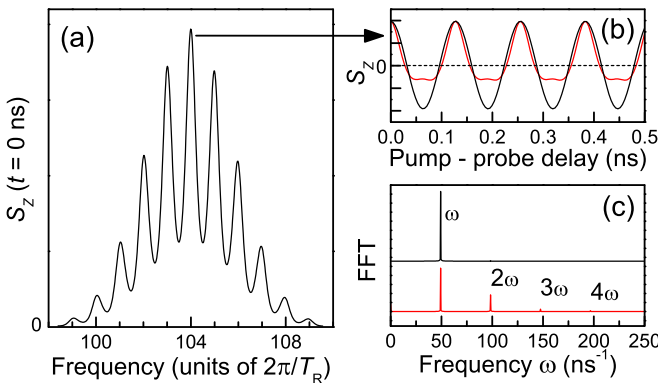 (a)
S_Z (t = 0 ns)
0
100
104
108
Frequency (units of 2π/T_R)
(b)
S_Z
0
0.0
0.1
0.2
0.3
0.4
0.5
Pump - probe delay (ns)
(c)
FFT
ω
2ω
3ω
4ω
0
50
100
150
200
250
Frequency ω (ns⁻¹)